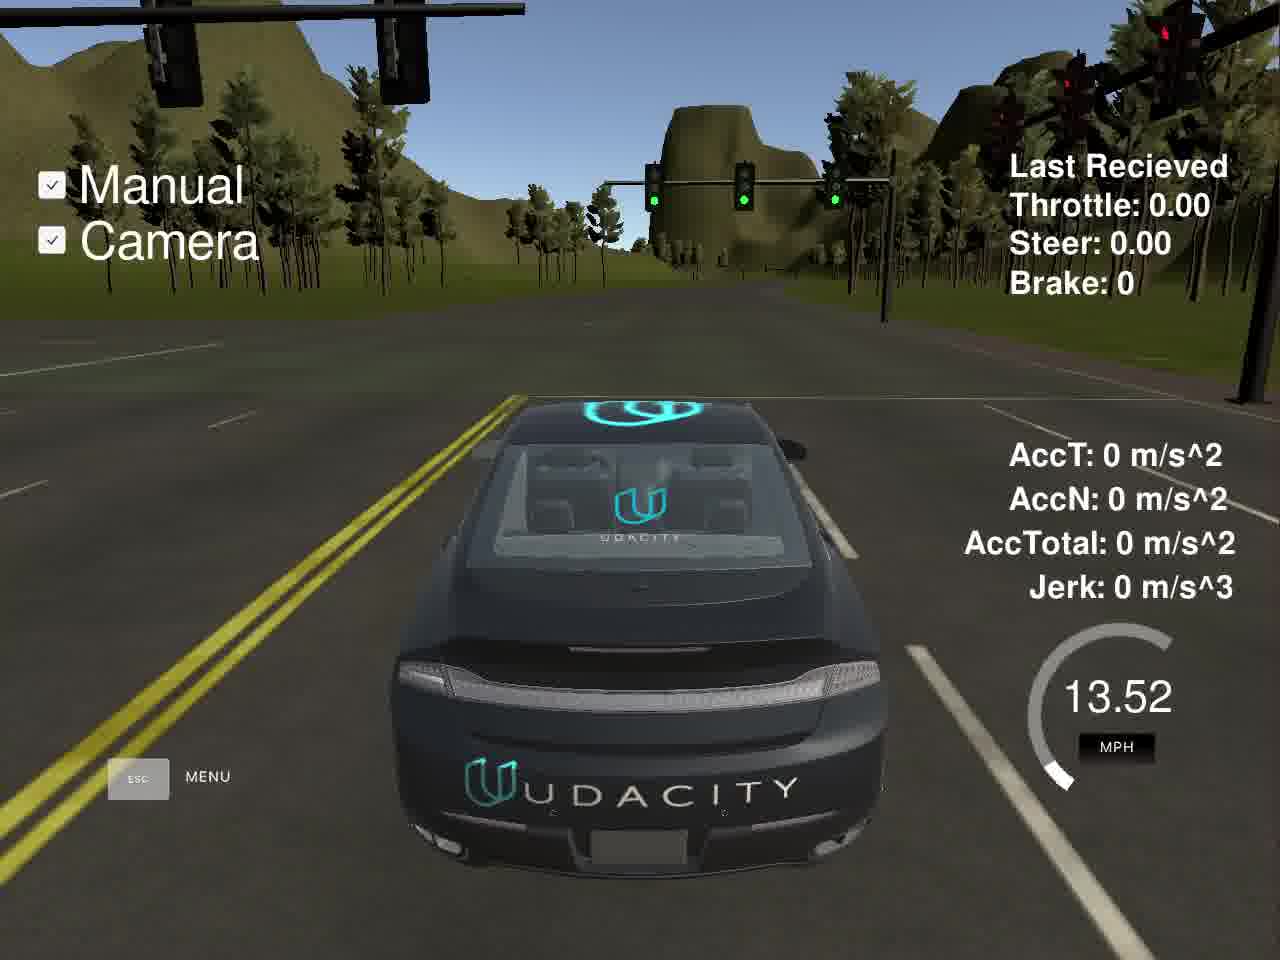 Manual
Camera
Last Recieved
Throttle: 0.00
Steer: 0.00
Brake: 0
AccT: 0 m/s^2
AccN: 0 m/s^2
AccTotal: 0 m/s^2
Jerk: 0 m/s^3
UDACITY
13.52
MPH
ESC
MENU
UDACITY